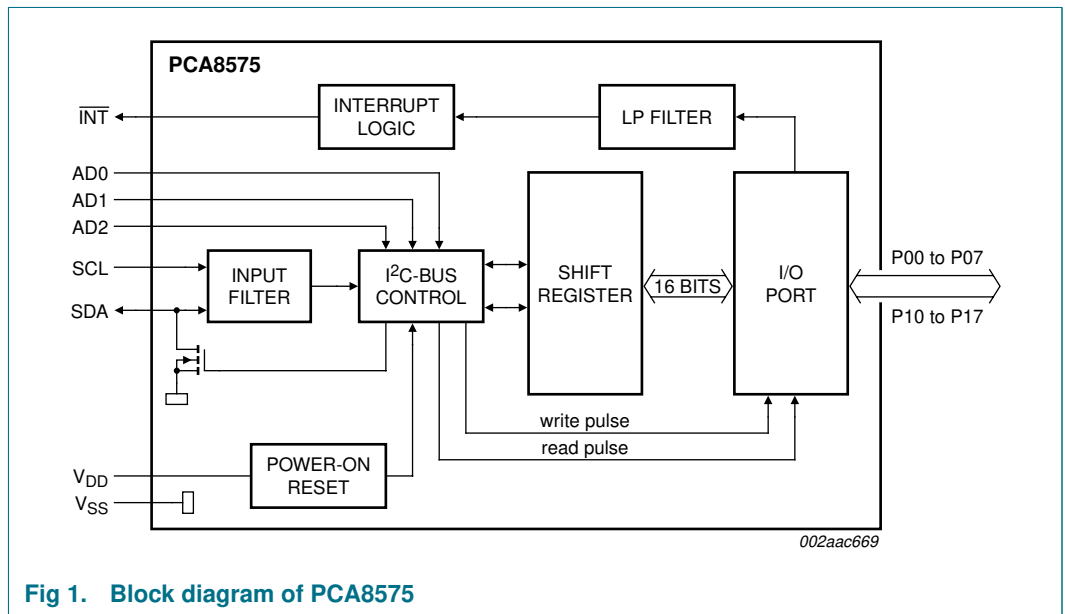 PCA8575
INTERRUPT
LOGIC
LP FILTER
INT
AD0
AD1
AD2
SCL
SDA
INPUT
FILTER
I²C-BUS
CONTROL
SHIFT
REGISTER
16 BITS
I/O
PORT
P00 to P07
P10 to P17
write pulse
read pulse
VDD
VSS
POWER-ON
RESET
002aac669
Fig 1. Block diagram of PCA8575